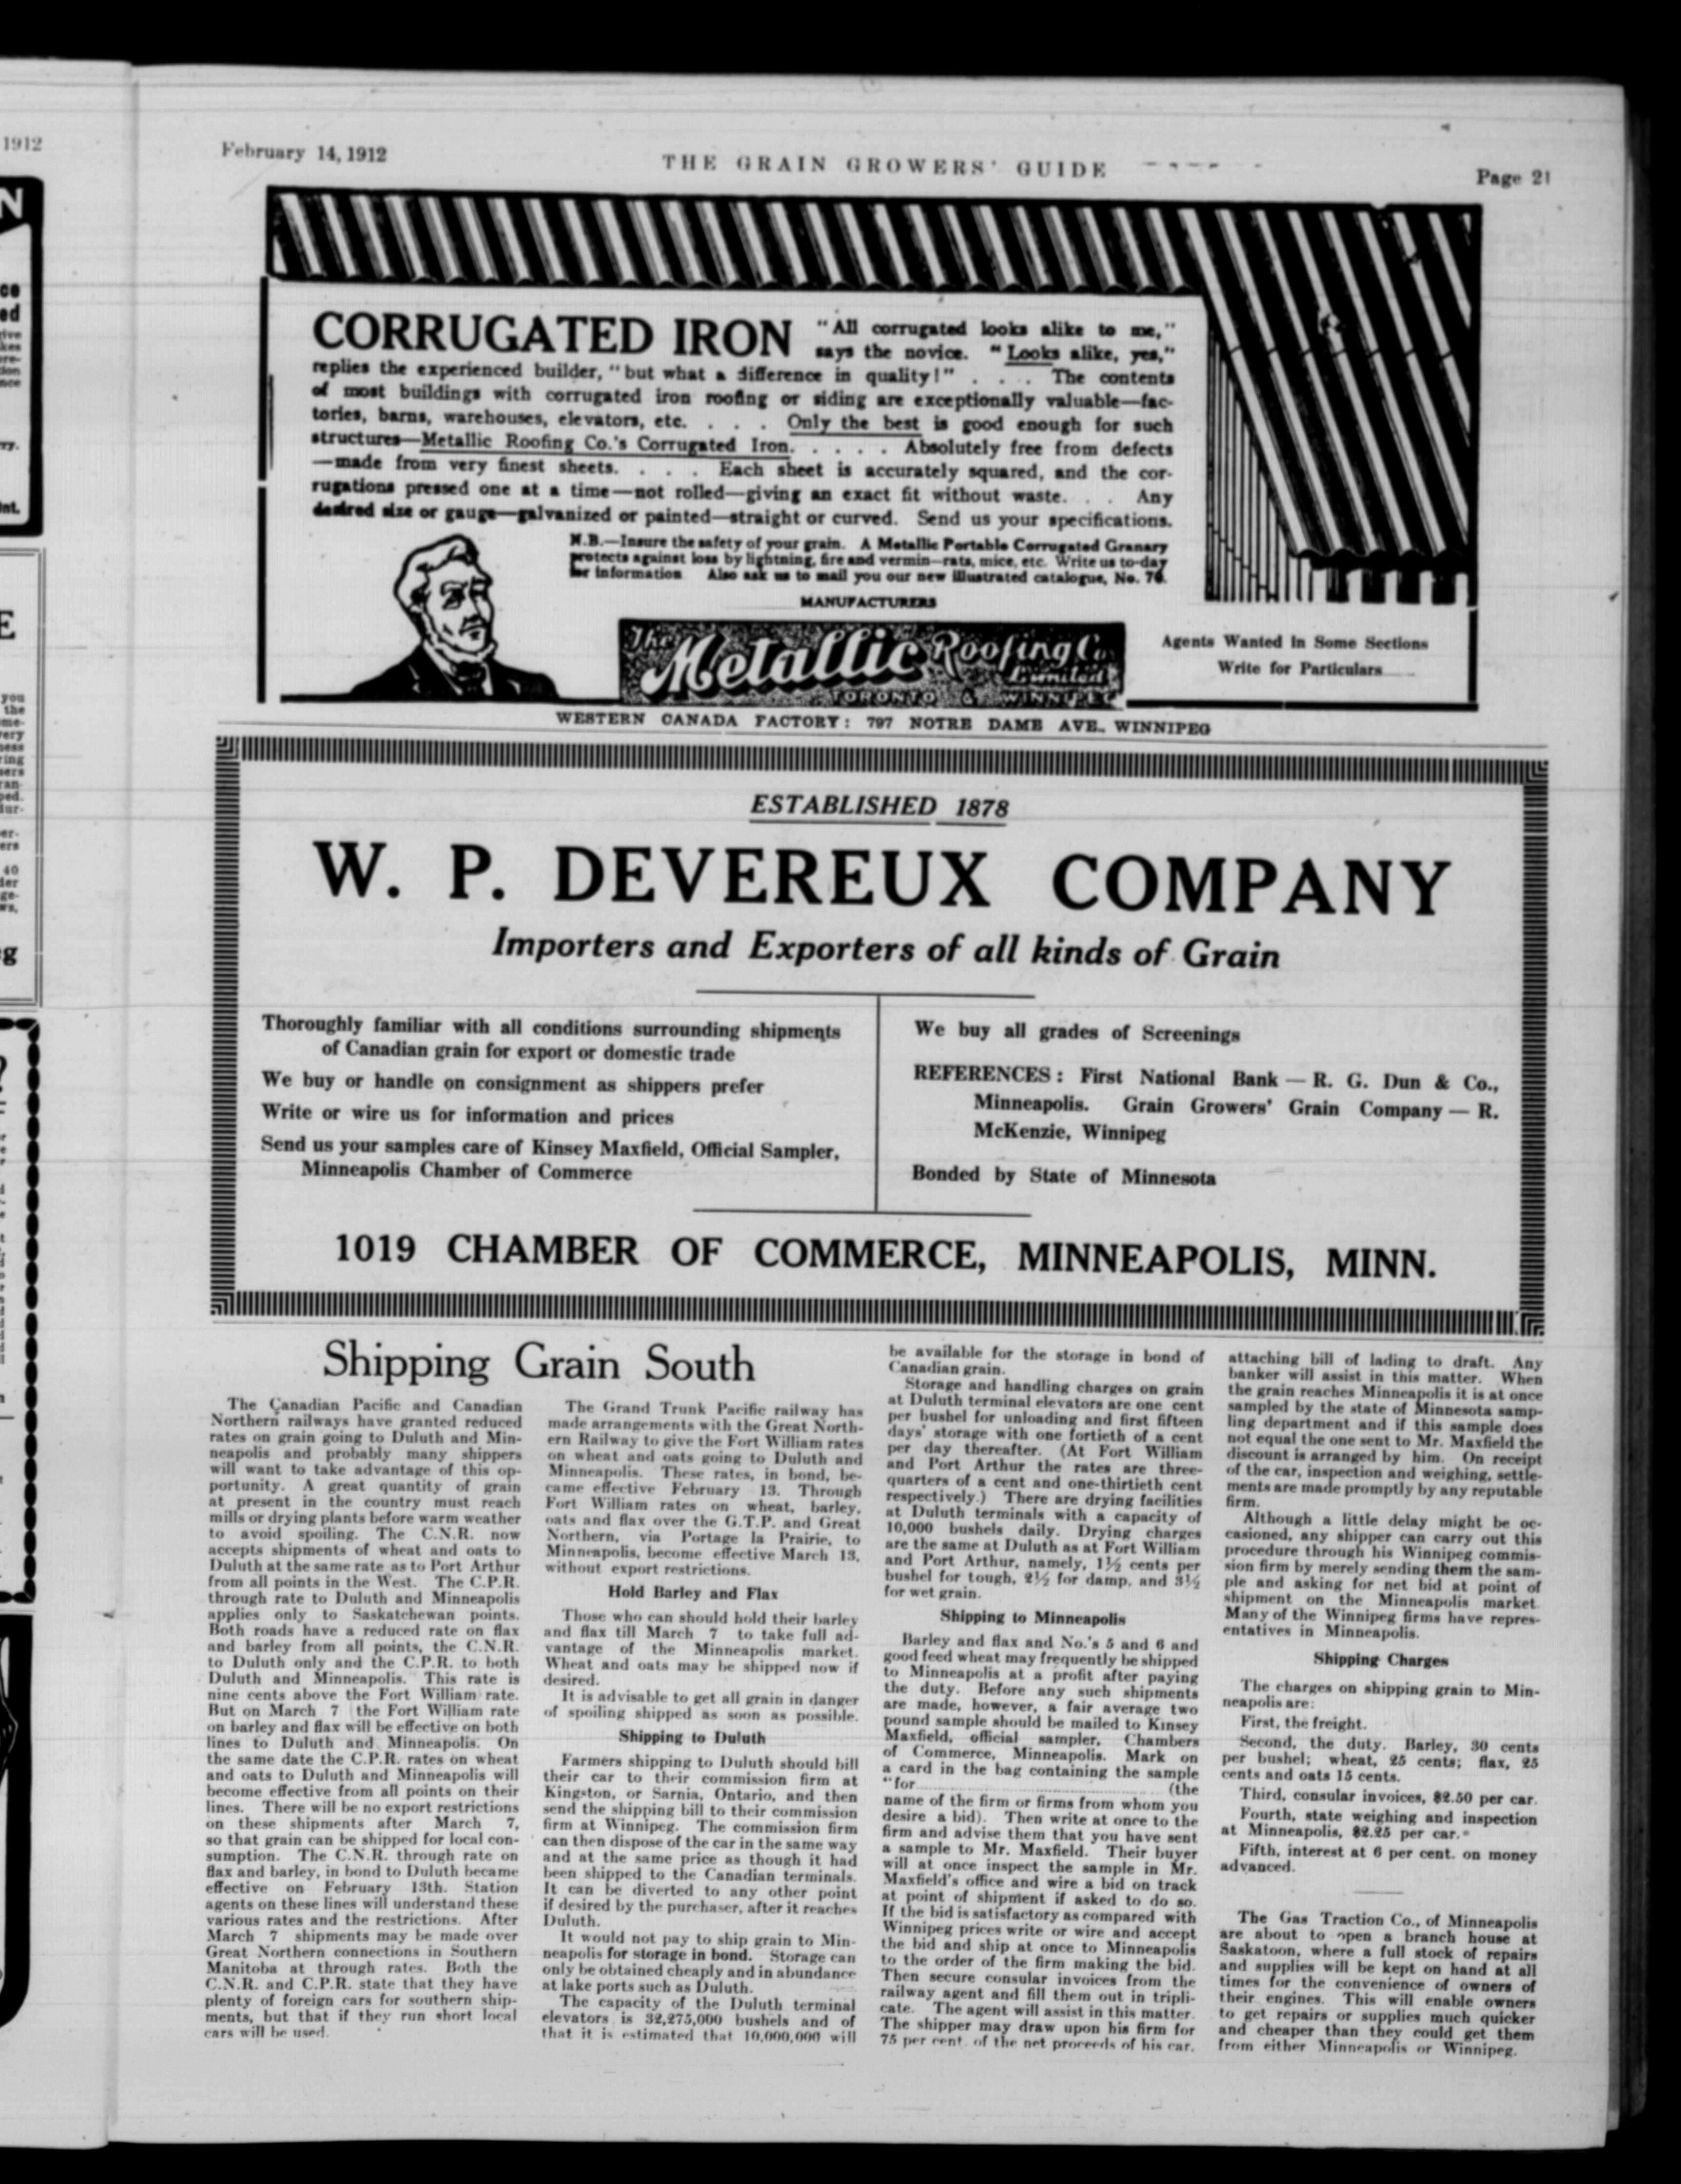 February 14, 1912
THE GRAIN GROWERS' GUIDE
Page 21
CORRUGATED IRON
"All corrugated looks alike to me,"
says the novice. "Looks alike, yes,"
replies the experienced builder, "but what a difference in quality!" . . . . The contents
of most buildings with corrugated iron roofing or siding are exceptionally valuable—fac-
tories, barns, warehouses, elevators, etc. . . . . Only the best is good enough for such
structures—Metallic Roofing Co.'s Corrugated Iron. . . . . . Absolutely free from defects
—made from very finest sheets. . . . . Each sheet is accurately squared, and the cor-
rugations pressed one at a time—not rolled—giving an exact fit without waste. . . Any
desired size or gauge—galvanized or painted—straight or curved. Send us your specifications.
N.B.—Insure the safety of your grain. A Metallic Portable Corrugated Granary
protects against loss by lightning, fire and vermin—rats, mice, etc. Write us to-day
for information Also ask us to mail you our new illustrated catalogue, No. 70.
MANUFACTURERS
The Metallic Roofing Co. Limited
TORONTO & WINNIPEG
Agents Wanted in Some Sections
Write for Particulars
WESTERN CANADA FACTORY: 797 NOTRE DAME AVE., WINNIPEG
ESTABLISHED 1878
W. P. DEVEREUX COMPANY
Importers and Exporters of all kinds of Grain
Thoroughly familiar with all conditions surrounding shipments
of Canadian grain for export or domestic trade
We buy or handle on consignment as shippers prefer
Write or wire us for information and prices
Send us your samples care of Kinsey Maxfield, Official Sampler,
Minneapolis Chamber of Commerce
We buy all grades of Screenings
REFERENCES: First National Bank — R. G. Dun & Co.,
Minneapolis. Grain Growers' Grain Company — R.
McKenzie, Winnipeg
Bonded by State of Minnesota
1019 CHAMBER OF COMMERCE, MINNEAPOLIS, MINN.
Shipping Grain South
The Canadian Pacific and Canadian
Northern railways have granted reduced
rates on grain going to Duluth and Min-
neapolis and probably many shippers
will want to take advantage of this op-
portunity. A great quantity of grain
at present in the country must reach
mills or drying plants before warm weather
to avoid spoiling. The C.N.R. now
accepts shipments of wheat and oats to
Duluth at the same rate as to Port Arthur
from all points in the West. The C.P.R.
through rate to Duluth and Minneapolis
applies only to Saskatchewan points.
Both roads have a reduced rate on flax
and barley from all points, the C.N.R.
to Duluth only and the C.P.R. to both
Duluth and Minneapolis. This rate is
nine cents above the Fort William rate.
But on March 7 the Fort William rate
on barley and flax will be effective on both
lines to Duluth and Minneapolis. On
the same date the C.P.R. rates on wheat
and oats to Duluth and Minneapolis will
become effective from all points on their
lines. There will be no export restrictions
on these shipments after March 7,
so that grain can be shipped for local con-
sumption. The C.N.R. through rate on
flax and barley, in bond to Duluth became
effective on February 13th. Station
agents on these lines will understand these
various rates and the restrictions. After
March 7 shipments may be made over
Great Northern connections in Southern
Manitoba at through rates. Both the
C.N.R. and C.P.R. state that they have
plenty of foreign cars for southern ship-
ments, but that if they run short local
cars will be used.
The Grand Trunk Pacific railway has
made arrangements with the Great North-
ern Railway to give the Fort William rates
on wheat and oats going to Duluth and
Minneapolis. These rates, in bond, be-
came effective February 13. Through
Fort William rates on wheat, barley,
oats and flax over the G.T.P. and Great
Northern, via Portage la Prairie, to
Minneapolis, become effective March 13,
without export restrictions.
Hold Barley and Flax
Those who can should hold their barley
and flax till March 7 to take full ad-
vantage of the Minneapolis market.
Wheat and oats may be shipped now if
desired.
It is advisable to get all grain in danger
of spoiling shipped as soon as possible.
Shipping to Duluth
Farmers shipping to Duluth should bill
their car to their commission firm at
Kingston, or Sarnia, Ontario, and then
send the shipping bill to their commission
firm at Winnipeg. The commission firm
can then dispose of the car in the same way
and at the same price as though it had
been shipped to the Canadian terminals.
It can be diverted to any other point
if desired by the purchaser, after it reaches
Duluth.
It would not pay to ship grain to Min-
neapolis for storage in bond. Storage can
only be obtained cheaply and in abundance
at lake ports such as Duluth.
The capacity of the Duluth terminal
elevators is 32,275,000 bushels and of
that it is estimated that 10,000,000 will
be available for the storage in bond of
Canadian grain.
Storage and handling charges on grain
at Duluth terminal elevators are one cent
per bushel for unloading and first fifteen
days' storage with one fortieth of a cent
per day thereafter. (At Fort William
and Port Arthur the rates are three-
quarters of a cent and one-thirtieth cent
respectively.) There are drying facilities
at Duluth terminals with a capacity of
10,000 bushels daily. Drying charges
are the same at Duluth as at Fort William
and Port Arthur, namely, 1½ cents per
bushel for tough, 2½ for damp, and 3½
for wet grain.
Shipping to Minneapolis
Barley and flax and No.'s 5 and 6 and
good feed wheat may frequently be shipped
to Minneapolis at a profit after paying
the duty. Before any such shipments
are made, however, a fair average two
pound sample should be mailed to Kinsey
Maxfield, official sampler, Chambers
of Commerce, Minneapolis. Mark on
a card in the bag containing the sample
"for .............................. (the
name of the firm or firms from whom you
desire a bid). Then write at once to the
firm and advise them that you have sent
a sample to Mr. Maxfield. Their buyer
will at once inspect the sample in Mr.
Maxfield's office and wire a bid on track
at point of shipment if asked to do so.
If the bid is satisfactory as compared with
Winnipeg prices write or wire and accept
the bid and ship at once to Minneapolis
to the order of the firm making the bid.
Then secure consular invoices from the
railway agent and fill them out in tripli-
cate. The agent will assist in this matter.
The shipper may draw upon his firm for
75 per cent. of the net proceeds of his car,
attaching bill of lading to draft. Any
banker will assist in this matter. When
the grain reaches Minneapolis it is at once
sampled by the state of Minnesota samp-
ling department and if this sample does
not equal the one sent to Mr. Maxfield the
discount is arranged by him. On receipt
of the car, inspection and weighing, settle-
ments are made promptly by any reputable
firm.
Although a little delay might be oc-
casioned, any shipper can carry out this
procedure through his Winnipeg commis-
sion firm by merely sending them the sam-
ple and asking for net bid at point of
shipment on the Minneapolis market
Many of the Winnipeg firms have repres-
entatives in Minneapolis.
Shipping Charges
The charges on shipping grain to Min-
neapolis are:
First, the freight.
Second, the duty. Barley, 30 cents
per bushel; wheat, 25 cents; flax, 25
cents and oats 15 cents.
Third, consular invoices, $2.50 per car.
Fourth, state weighing and inspection
at Minneapolis, $2.25 per car.
Fifth, interest at 6 per cent. on money
advanced.
The Gas Traction Co., of Minneapolis
are about to open a branch house at
Saskatoon, where a full stock of repairs
and supplies will be kept on hand at all
times for the convenience of owners of
their engines. This will enable owners
to get repairs or supplies much quicker
and cheaper than they could get them
from either Minneapolis or Winnipeg.